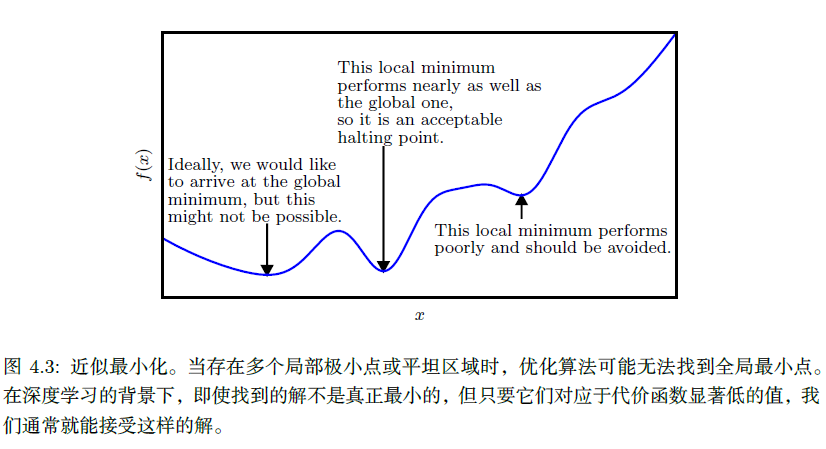 This local minimum
performs nearly as well as
the global one,
so it is an acceptable
halting point.
Ideally, we would like
to arrive at the global
minimum, but this
might not be possible.
This local minimum performs
poorly and should be avoided.
f(x)
x
图 4.3: 近似最小化。当存在多个局部极小点或平坦区域时，优化算法可能无法找到全局最小点。
在深度学习的背景下，即使找到的解不是真正最小的，但只要它们对应于代价函数显著低的值，我
们通常就能接受这样的解。